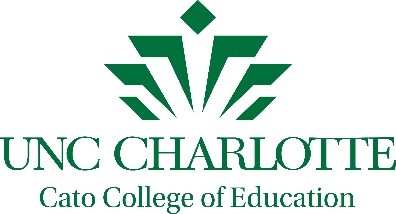 UNC CHARLOTTE
Cato College of Education